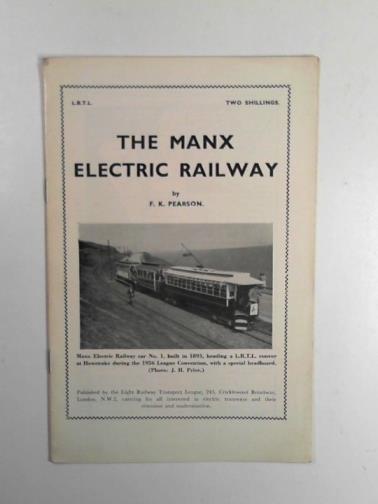 L.R.T.L. TWO SHILLINGS.
THE MANX
ELECTRIC RAILWAY
by
F. K. PEARSON.
Manx Electric Railway car No. 1, built in 1893, heading a L.R.T.L. convoy
at Howstrake during the 1956 League Convention, with a special headboard.
(Photo: J. H. Price.)
Published by the Light Railway Transport League, 245, Cricklewood Broadway,
London, N.W.2, catering for all interested in electric tramways and their
retention and modernisation.